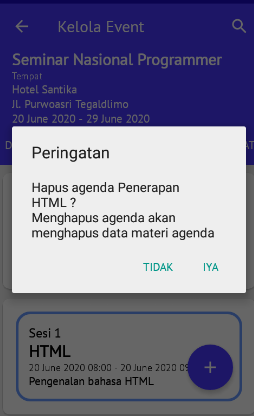 Kelola Event
Seminar Nasional Programmer
Tempat
Hotel Santika
Jl. Purwoasri Tegaldlimo
20 June 2020 - 29 June 2020
Peringatan
Hapus agenda Penerapan
HTML ?
Menghapus agenda akan
menghapus data materi agenda
TIDAK IYA
Sesi 1
HTML
20 June 2020 08:00 - 20 June 2020 09
Pengenalan bahasa HTML